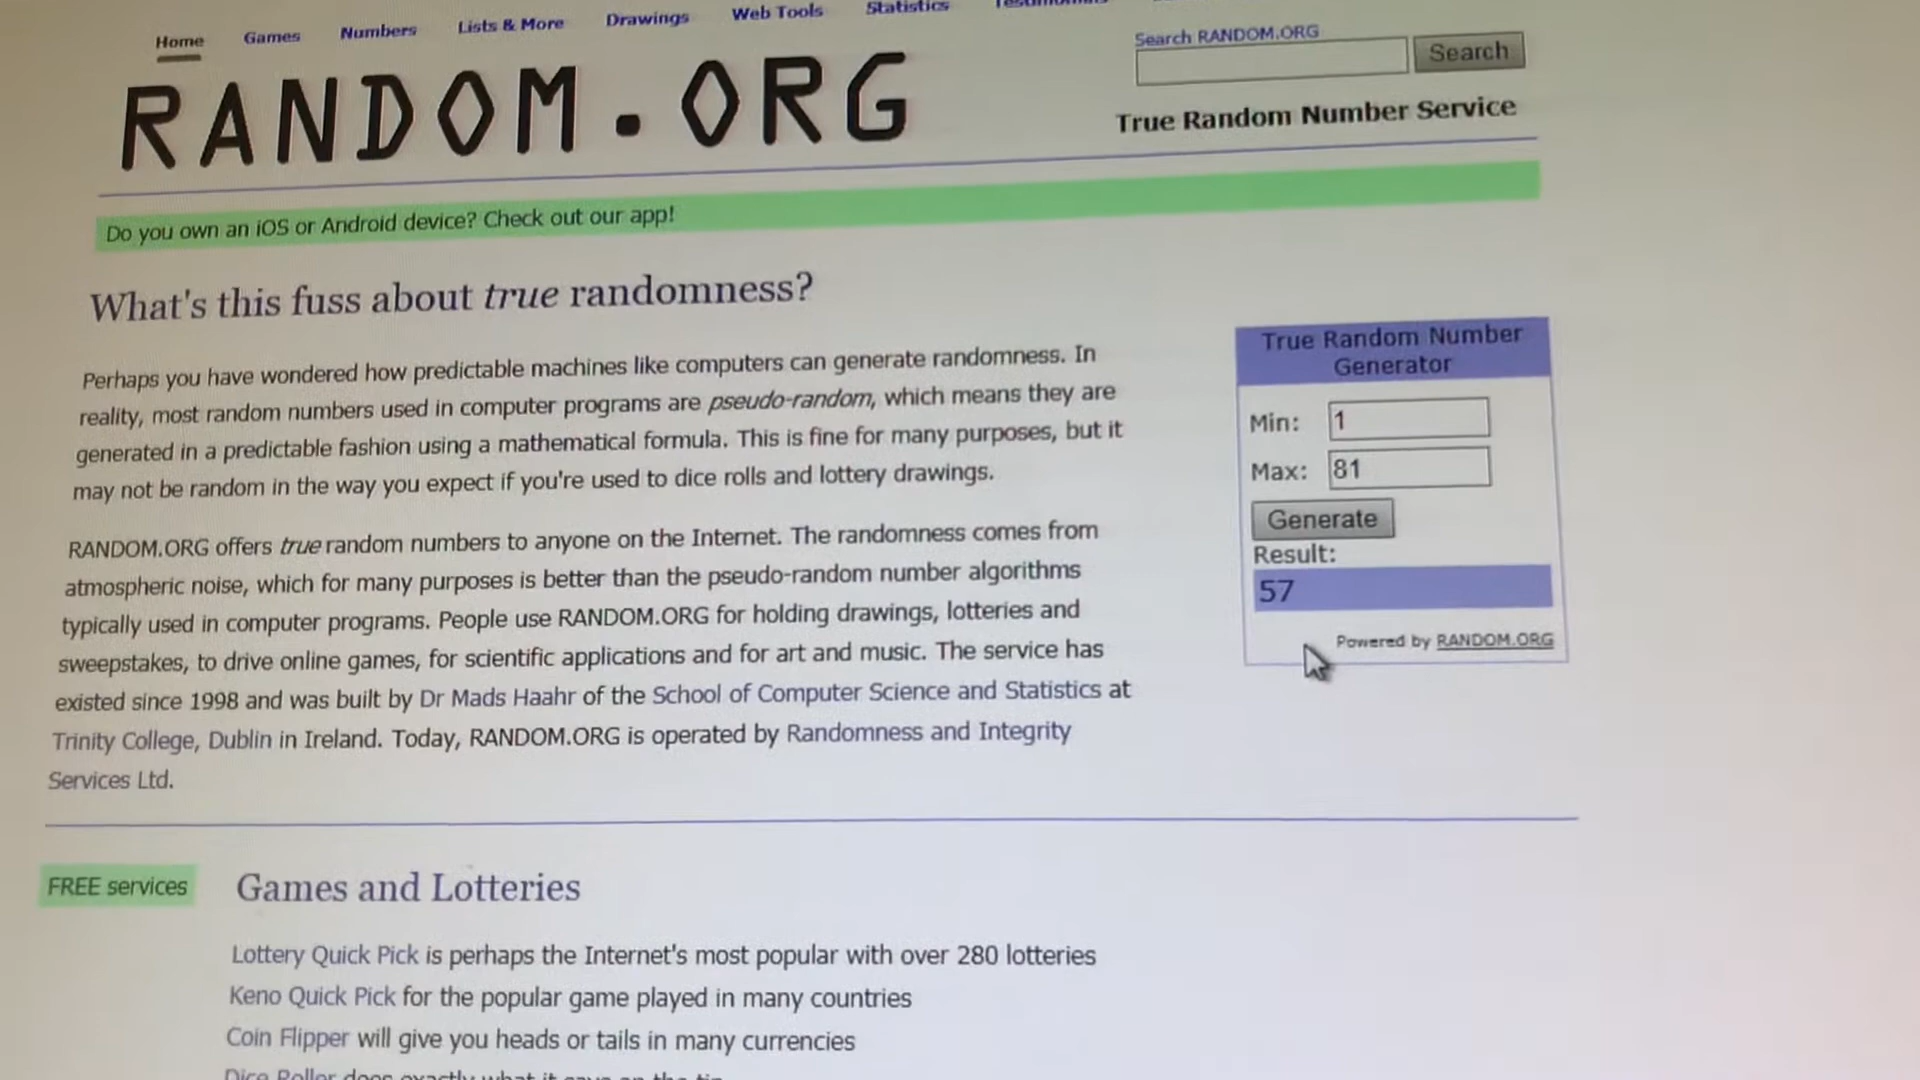 Home Games Numbers Lists & More Drawings Web Tools Statistics
Search RANDOM.ORG
Search
RANDOM.ORG
True Random Number Service
Do you own an iOS or Android device? Check out our app!
What's this fuss about true randomness?
Perhaps you have wondered how predictable machines like computers can generate randomness. In
reality, most random numbers used in computer programs are pseudo-random, which means they are
generated in a predictable fashion using a mathematical formula. This is fine for many purposes, but it
may not be random in the way you expect if you're used to dice rolls and lottery drawings.
RANDOM.ORG offers true random numbers to anyone on the Internet. The randomness comes from
atmospheric noise, which for many purposes is better than the pseudo-random number algorithms
typically used in computer programs. People use RANDOM.ORG for holding drawings, lotteries and
sweepstakes, to drive online games, for scientific applications and for art and music. The service has
existed since 1998 and was built by Dr Mads Haahr of the School of Computer Science and Statistics at
Trinity College, Dublin in Ireland. Today, RANDOM.ORG is operated by Randomness and Integrity
Services Ltd.
True Random Number
Generator
Min: 1
Max: 81
Generate
Result:
57
Powered by RANDOM.ORG
FREE services
Games and Lotteries
Lottery Quick Pick is perhaps the Internet's most popular with over 280 lotteries
Keno Quick Pick for the popular game played in many countries
Coin Flipper will give you heads or tails in many currencies
Dice Roller does exactly what it says on the tin